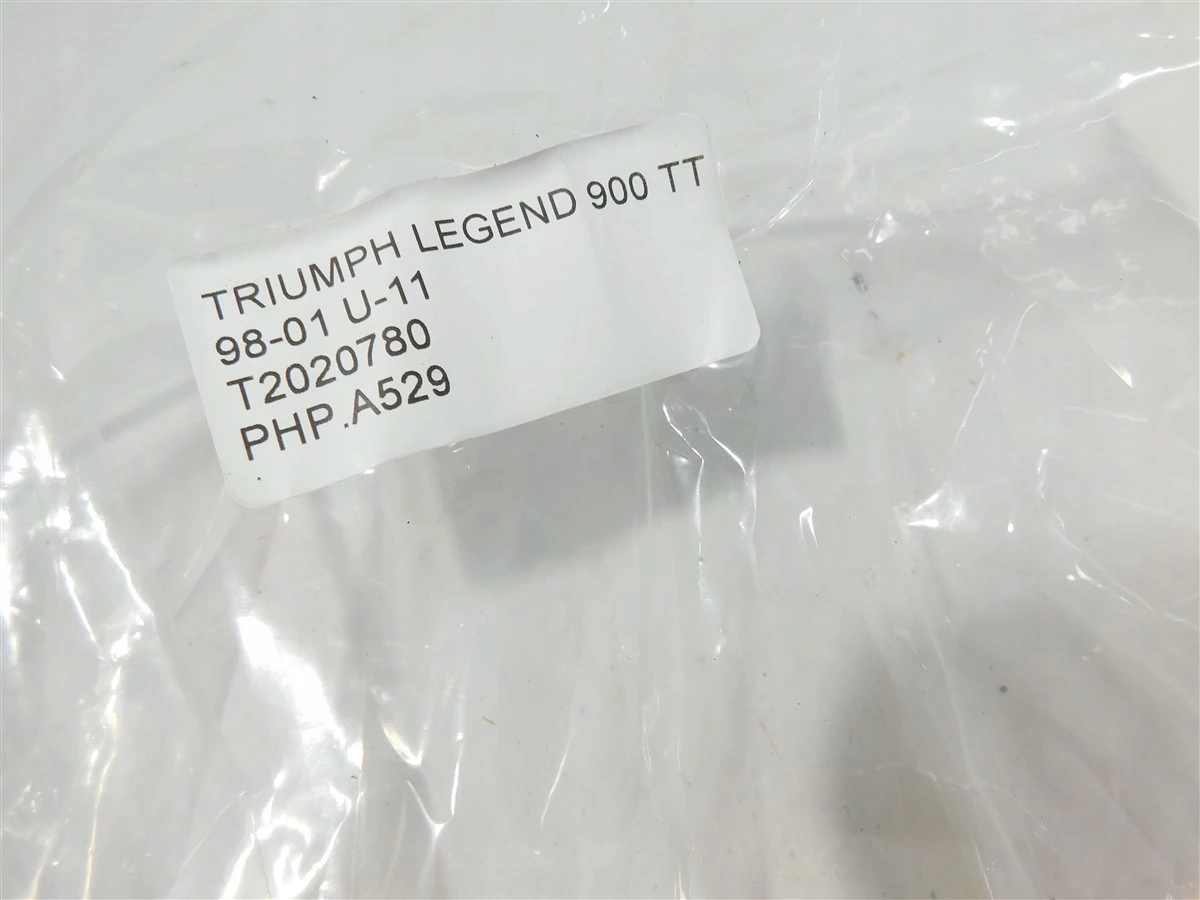 TRIUMPH LEGEND 900 TT
98-01 U-11
T2020780
PHP.A529